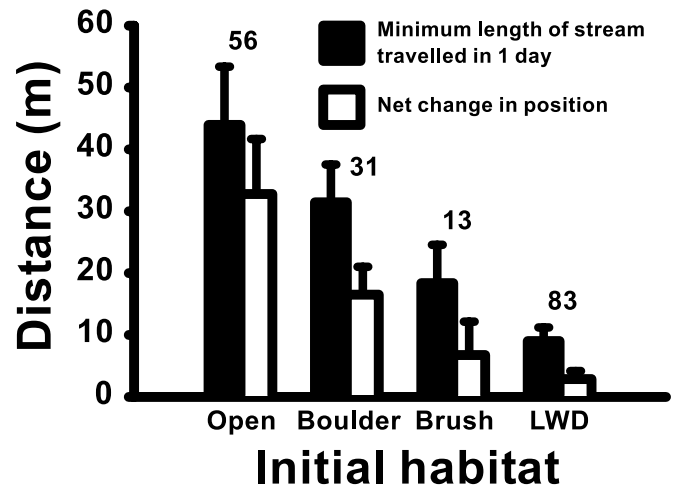 60
56
Minimum length of stream
travelled in 1 day
50
Net change in position
40
31
30
13
20
83
10
0
Distance (m)
Open Boulder Brush LWD
Initial habitat